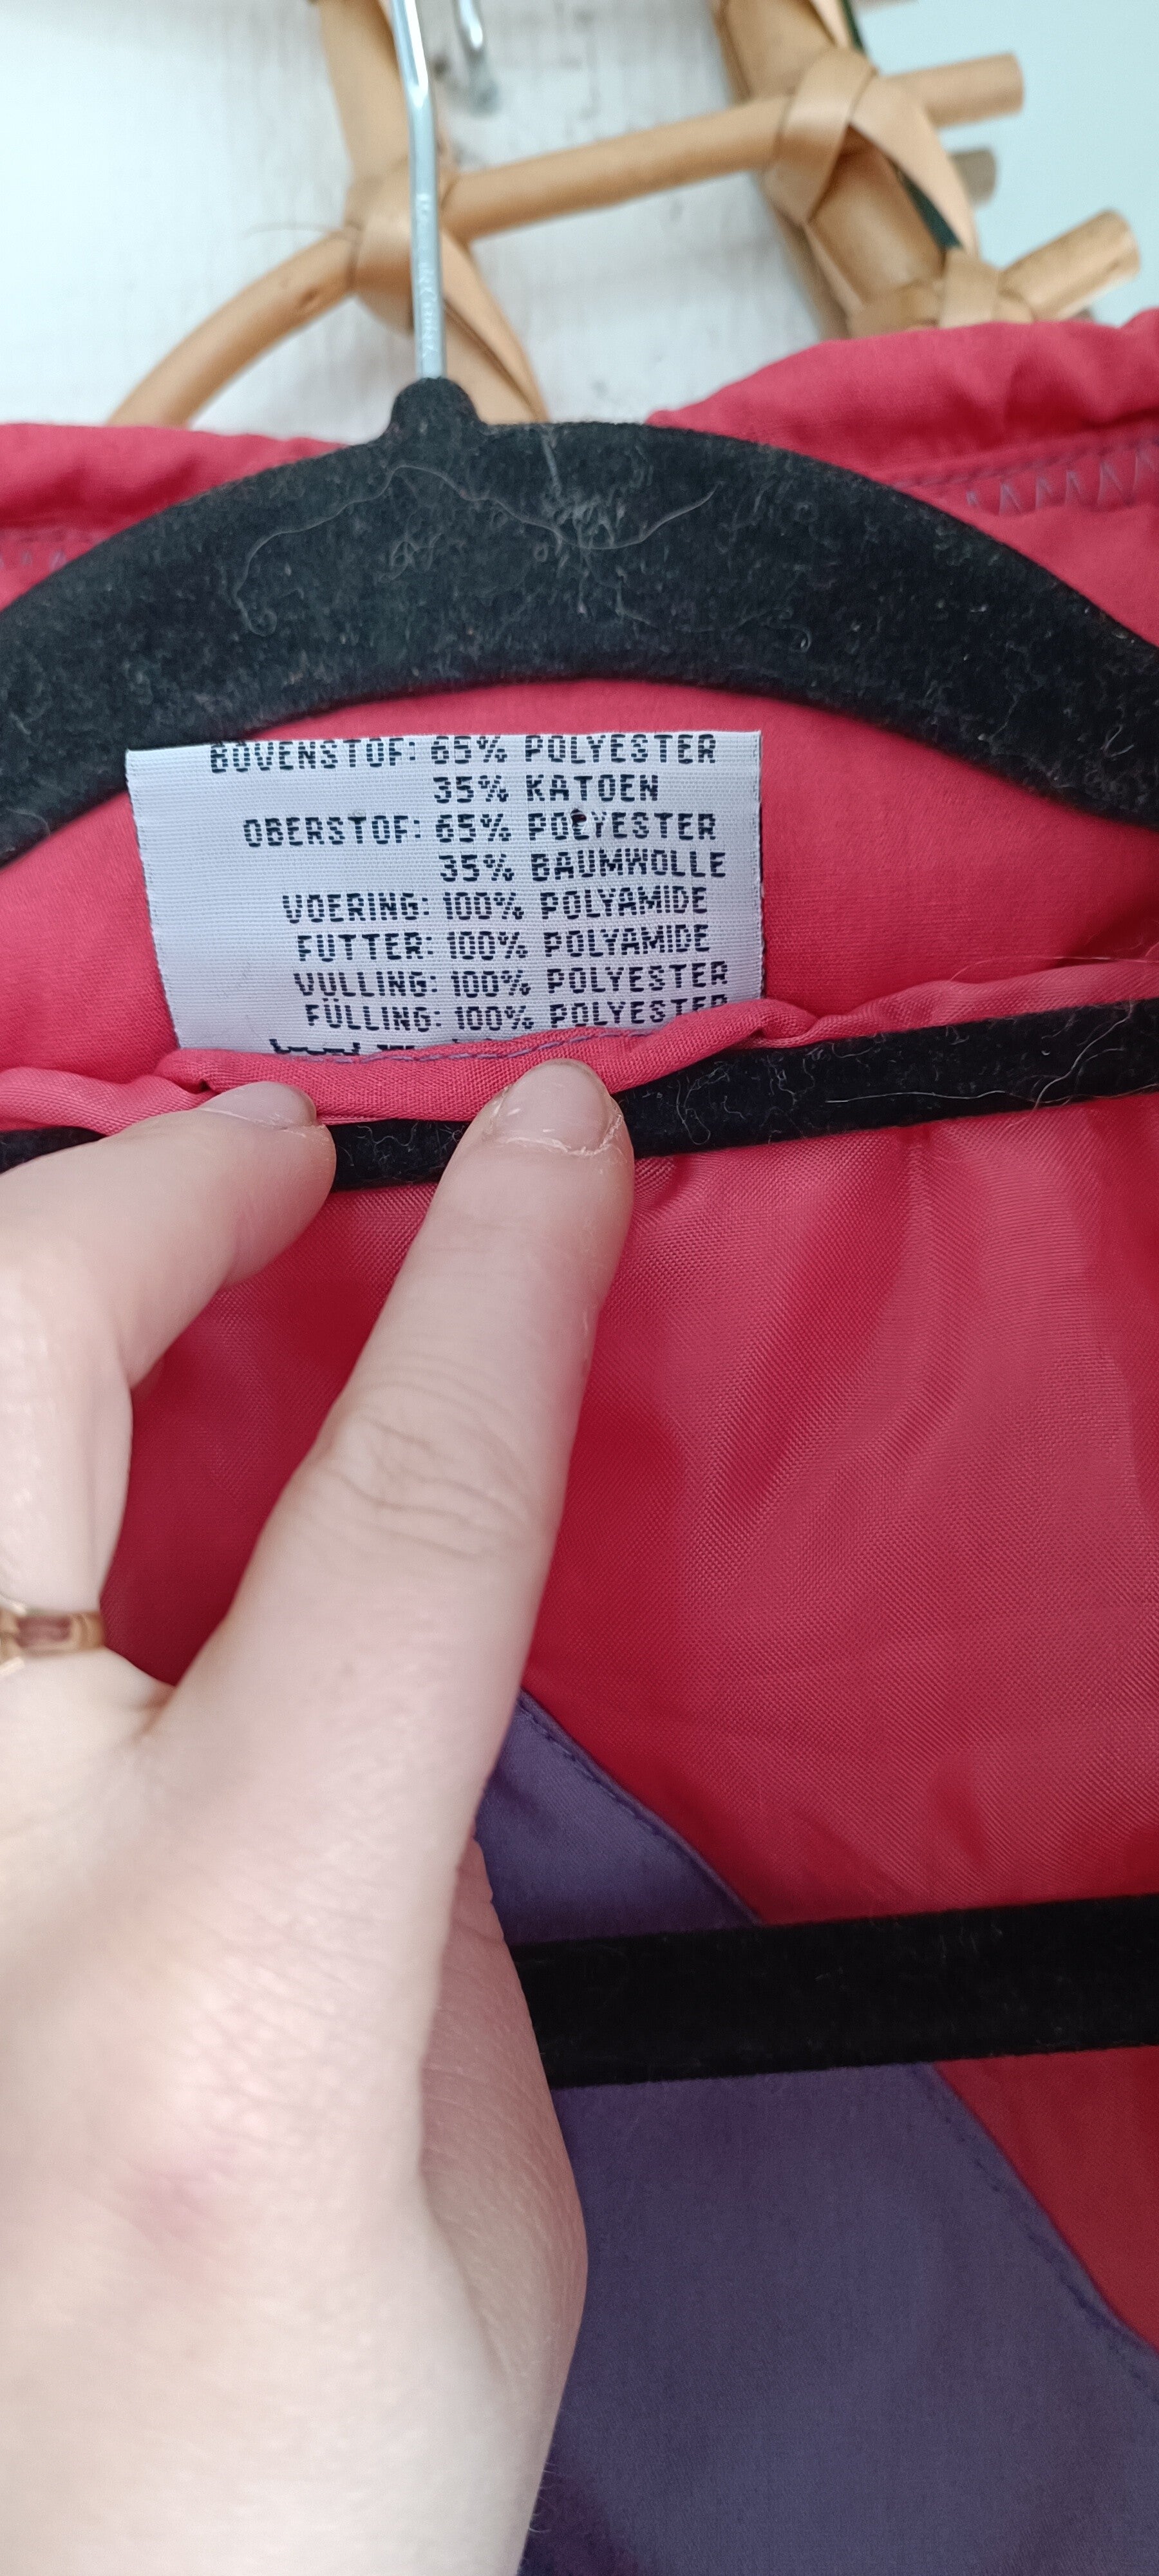 BOVENSTOF: 65% POLYESTER
35% KATOEN
OBERSTOF: 65% POLYESTER
35% BAUMWOLLE
VOERING: 100% POLYAMIDE
FUTTER: 100% POLYAMIDE
VULLING: 100% POLYESTER
FÜLLING: 100% POLYESTER